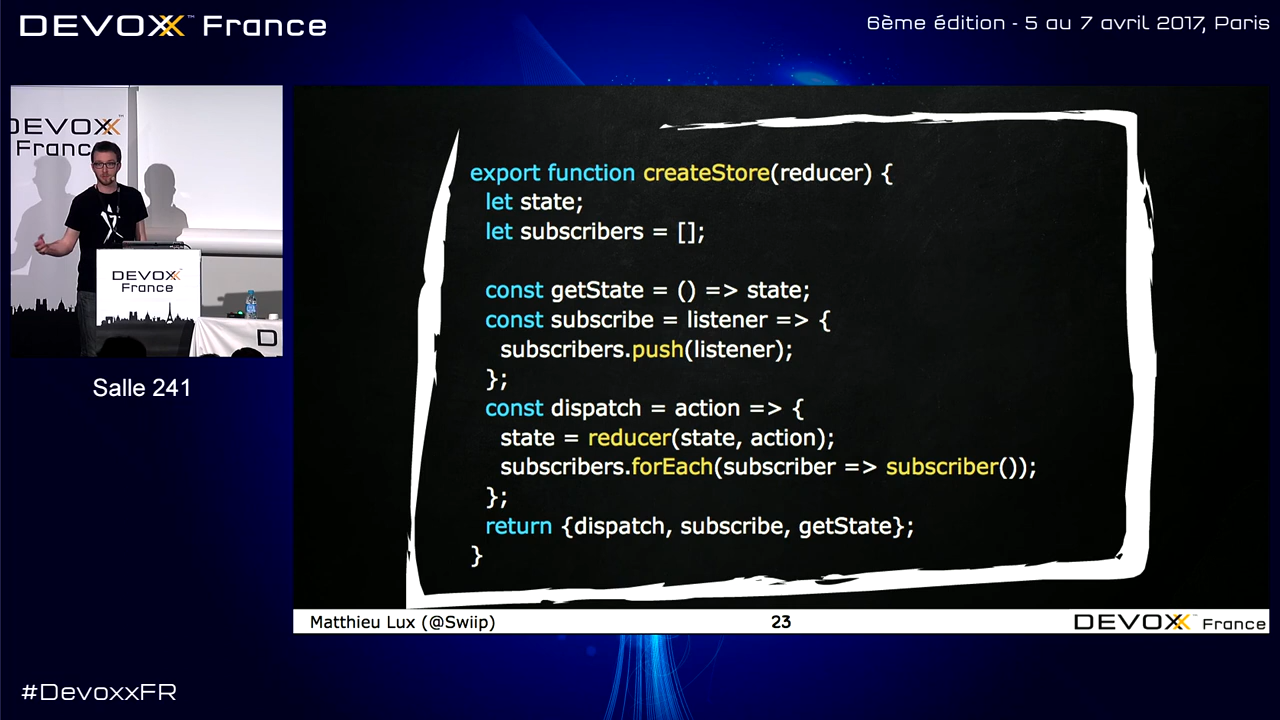 DEVOXX™ France
6ème édition - 5 au 7 avril 2017, Paris
DEVOXX
France
DEVOXX
France
D
Salle 241
export function createStore(reducer) {
let state;
let subscribers = [];
const getState = () => state;
const subscribe = listener => {
subscribers.push(listener);
};
const dispatch = action => {
state = reducer(state, action);
subscribers.forEach(subscriber => subscriber());
};
return {dispatch, subscribe, getState};
}
Matthieu Lux (@Swiip)
23
DEVOXX™ France
#DevoxxFR